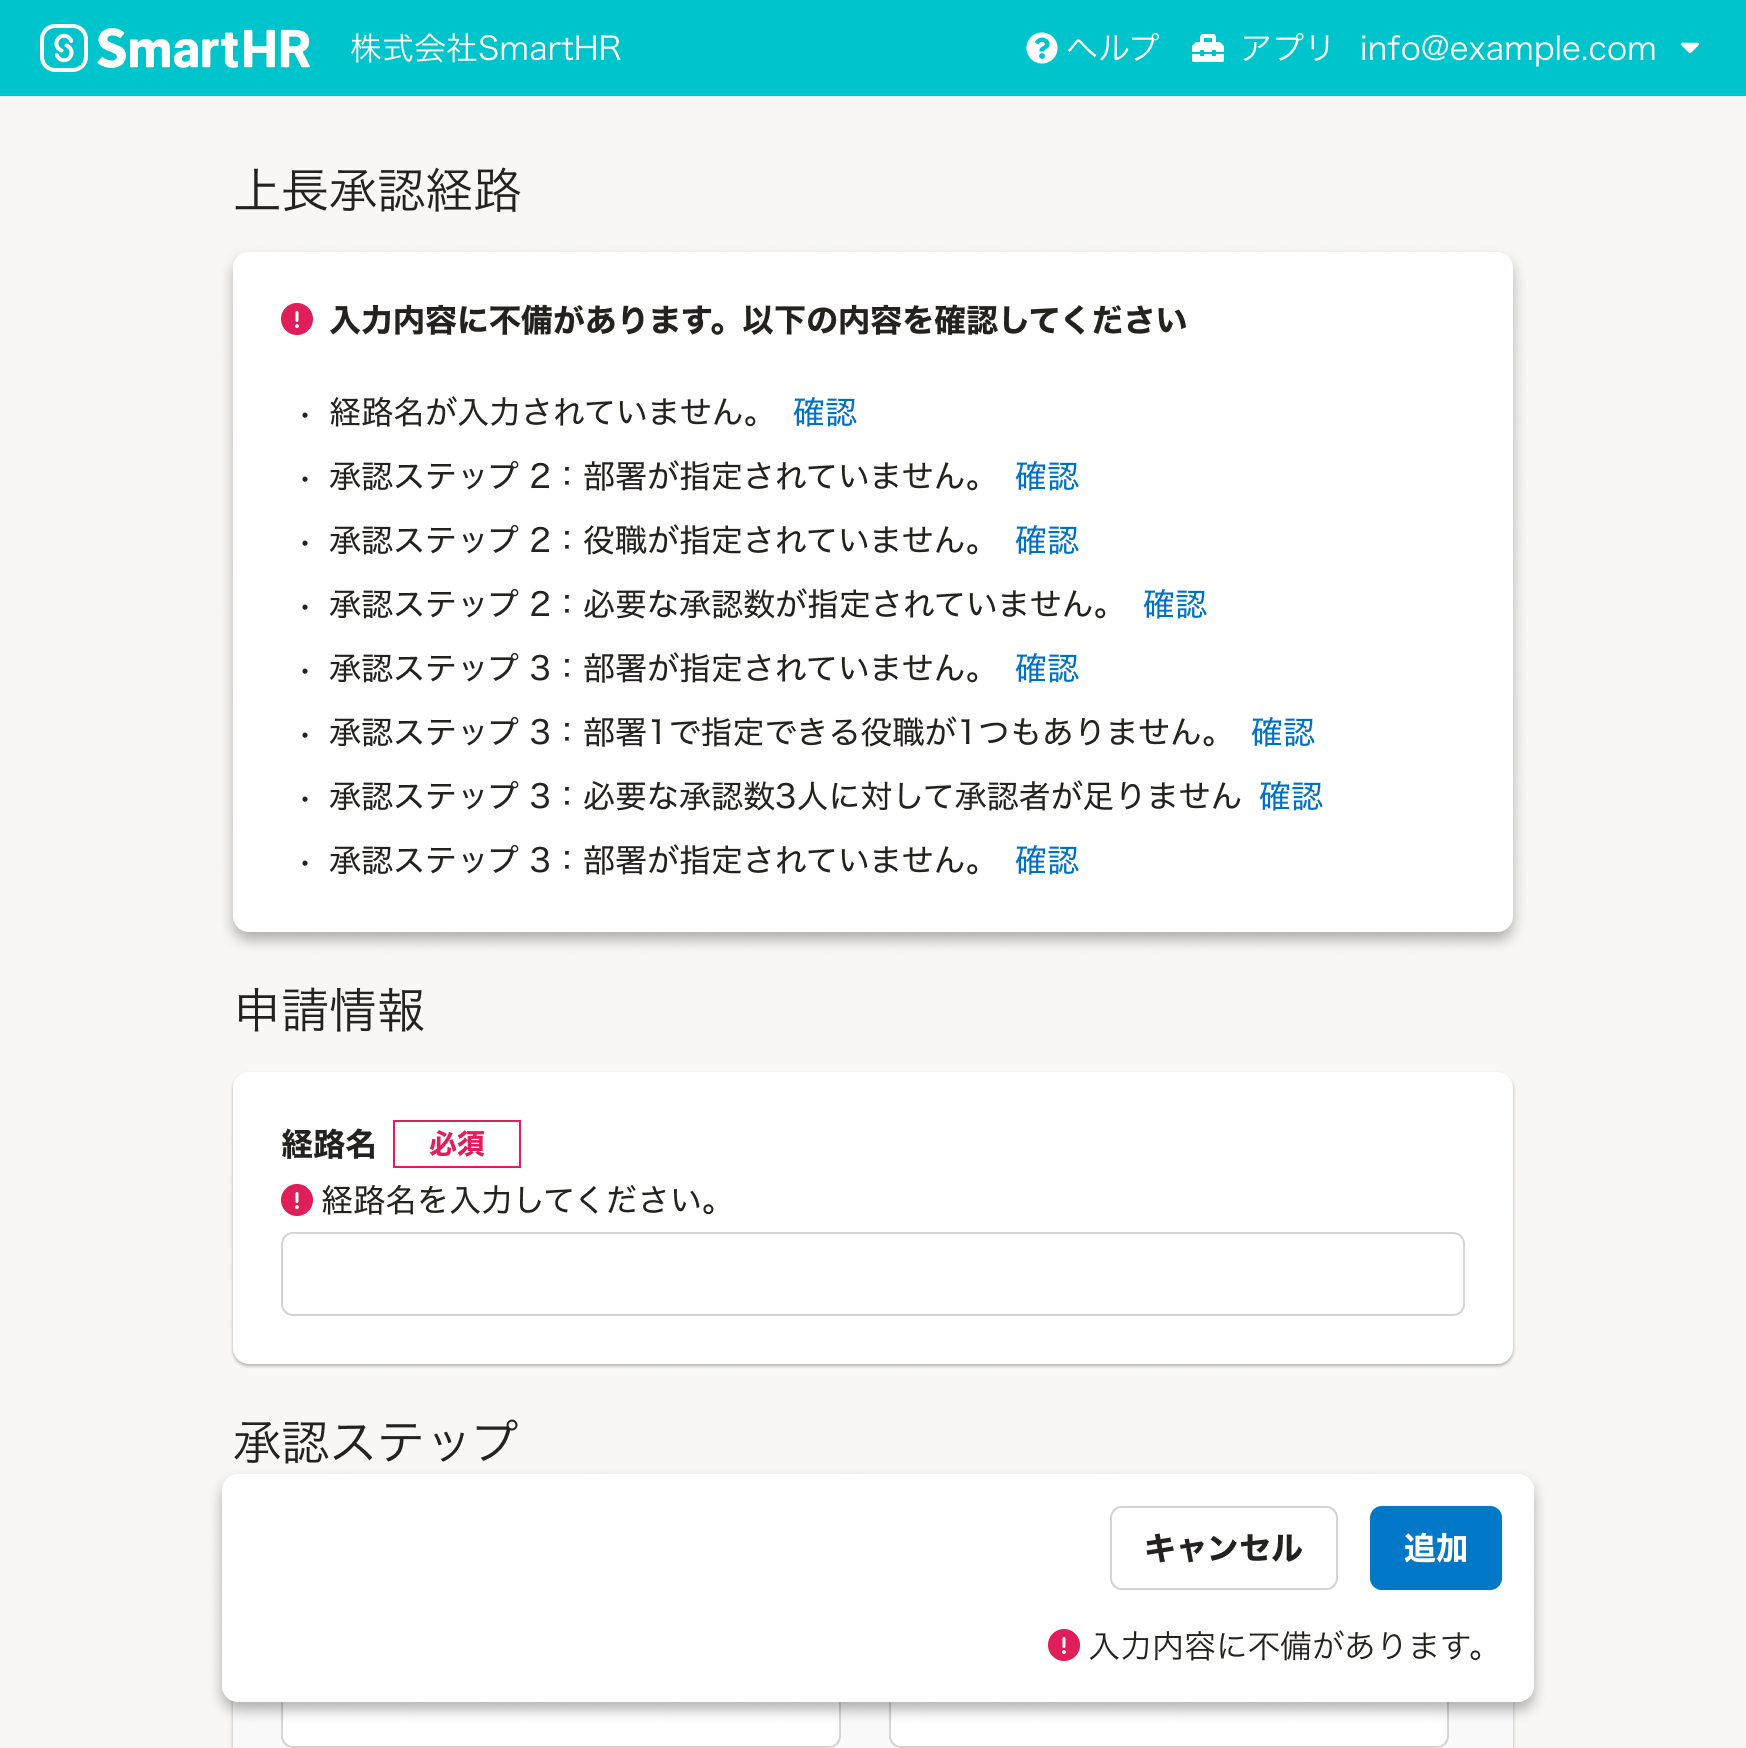 SmartHR 株式会社SmartHR ヘルプ アプリ info@example.com
上長承認経路
入力内容に不備があります。以下の内容を確認してください
・ 経路名が入力されていません。 確認
・ 承認ステップ 2：部署が指定されていません。 確認
・ 承認ステップ 2：役職が指定されていません。 確認
・ 承認ステップ 2：必要な承認数が指定されていません。 確認
・ 承認ステップ 3：部署が指定されていません。 確認
・ 承認ステップ 3：部署1で指定できる役職が1つもありません。 確認
・ 承認ステップ 3：必要な承認数3人に対して承認者が足りません 確認
・ 承認ステップ 3：部署が指定されていません。 確認
申請情報
経路名 必須
経路名を入力してください。
承認ステップ
キャンセル 追加
入力内容に不備があります。